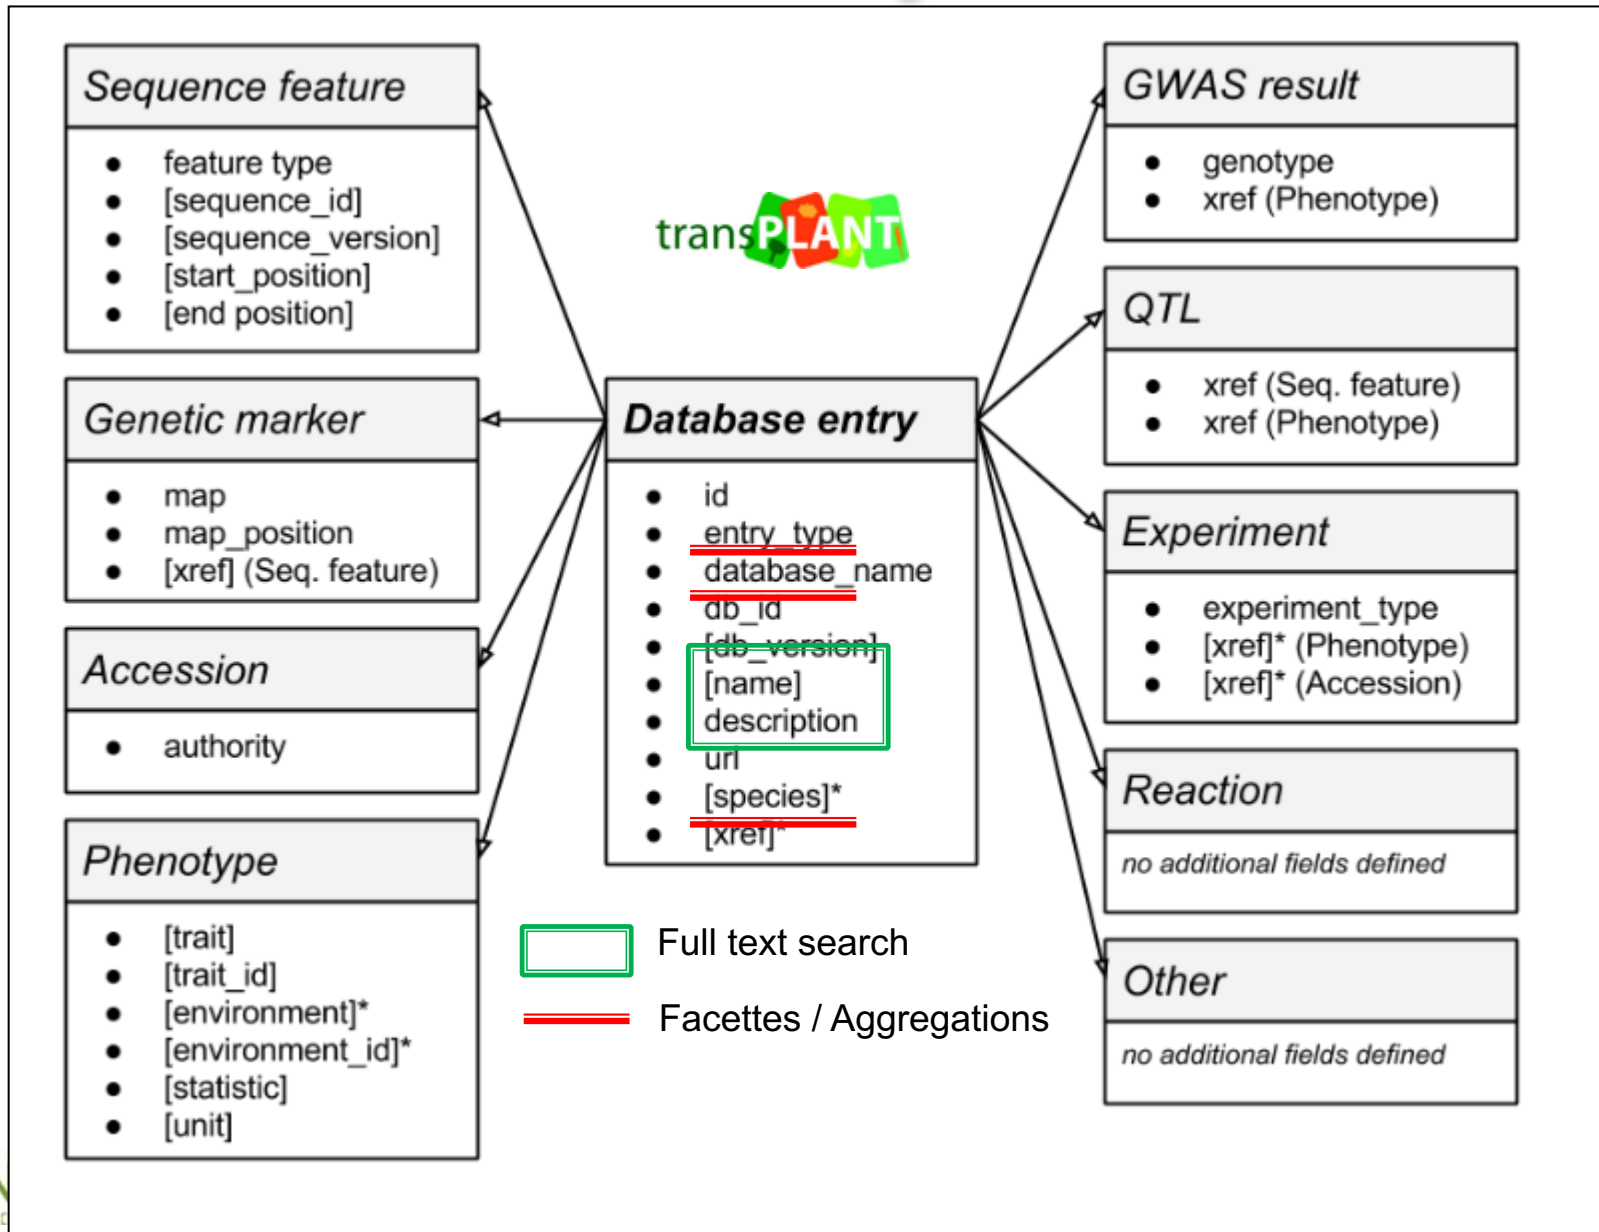 Sequence feature
● feature type
● [sequence_id]
● [sequence_version]
● [start_position]
● [end position]
Genetic marker
● map
● map_position
● [xref] (Seq. feature)
Accession
● authority
Phenotype
● [trait]
● [trait_id]
● [environment]*
● [environment_id]*
● [statistic]
● [unit]
transPLANT
Database entry
● id
● entry_type
● database_name
● db_id
● [db_version]
● [name]
● description
● url
● [species]*
● [xref]*
Full text search
Facettes / Aggregations
GWAS result
● genotype
● xref (Phenotype)
QTL
● xref (Seq. feature)
● xref (Phenotype)
Experiment
● experiment_type
● [xref]* (Phenotype)
● [xref]* (Accession)
Reaction
no additional fields defined
Other
no additional fields defined